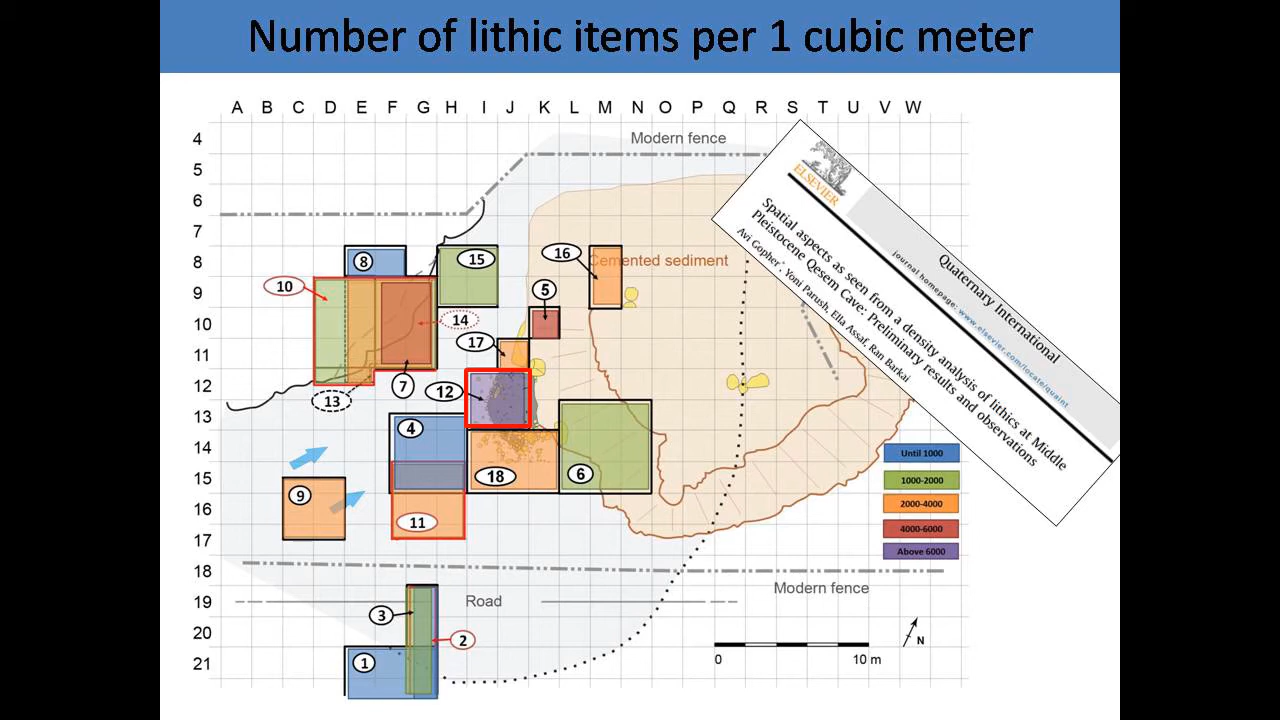 Number of lithic items per 1 cubic meter
A B C D E F G H I J K L M N O P Q R S T U V W
4
5
6
7
8
9
10
11
12
13
14
15
16
17
18
19
20
21
Modern fence
Cemented sediment
8
15
16
10
5
14
17
7
12
13
4
18
6
9
11
3
2
1
Road
Modern fence
N
0 10 m
Until 1000
1000-2000
2000-4000
4000-6000
Above 6000
ELSEVIER
Quaternary International
journal homepage: www.elsevier.com/locate/quaint
Spatial aspects as seen from a density analysis of lithics at Middle
Pleistocene Qesem Cave: Preliminary results and observations
Avi Gopher*, Yoni Parush, Ella Assaf, Ran Barkai